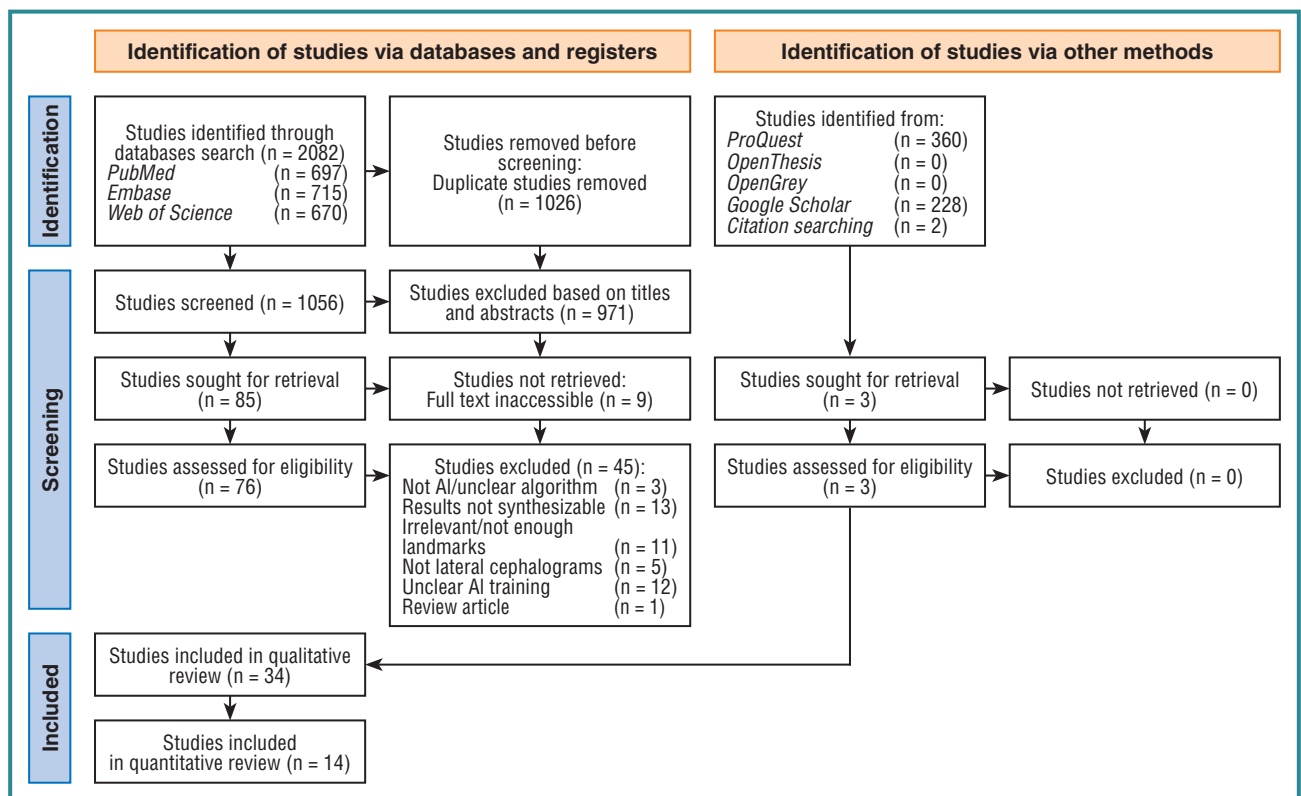 Identification of studies via databases and registers
Identification of studies via other methods
Identification
Studies identified through
databases search (n = 2082)
PubMed (n = 697)
Embase (n = 715)
Web of Science (n = 670)
Studies removed before
screening:
Duplicate studies removed
(n = 1026)
Studies identified from:
ProQuest (n = 360)
OpenThesis (n = 0)
OpenGrey (n = 0)
Google Scholar (n = 228)
Citation searching (n = 2)
Screening
Studies screened (n = 1056)
Studies excluded based on titles
and abstracts (n = 971)
Studies sought for retrieval
(n = 85)
Studies not retrieved:
Full text inaccessible (n = 9)
Studies sought for retrieval
(n = 3)
Studies not retrieved (n = 0)
Studies assessed for eligibility
(n = 76)
Studies excluded (n = 45):
Not AI/unclear algorithm (n = 3)
Results not synthesizable (n = 13)
Irrelevant/not enough
landmarks (n = 11)
Not lateral cephalograms (n = 5)
Unclear AI training (n = 12)
Review article (n = 1)
Studies assessed for eligibility
(n = 3)
Studies excluded (n = 0)
Included
Studies included in qualitative
review (n = 34)
Studies included
in quantitative review (n = 14)